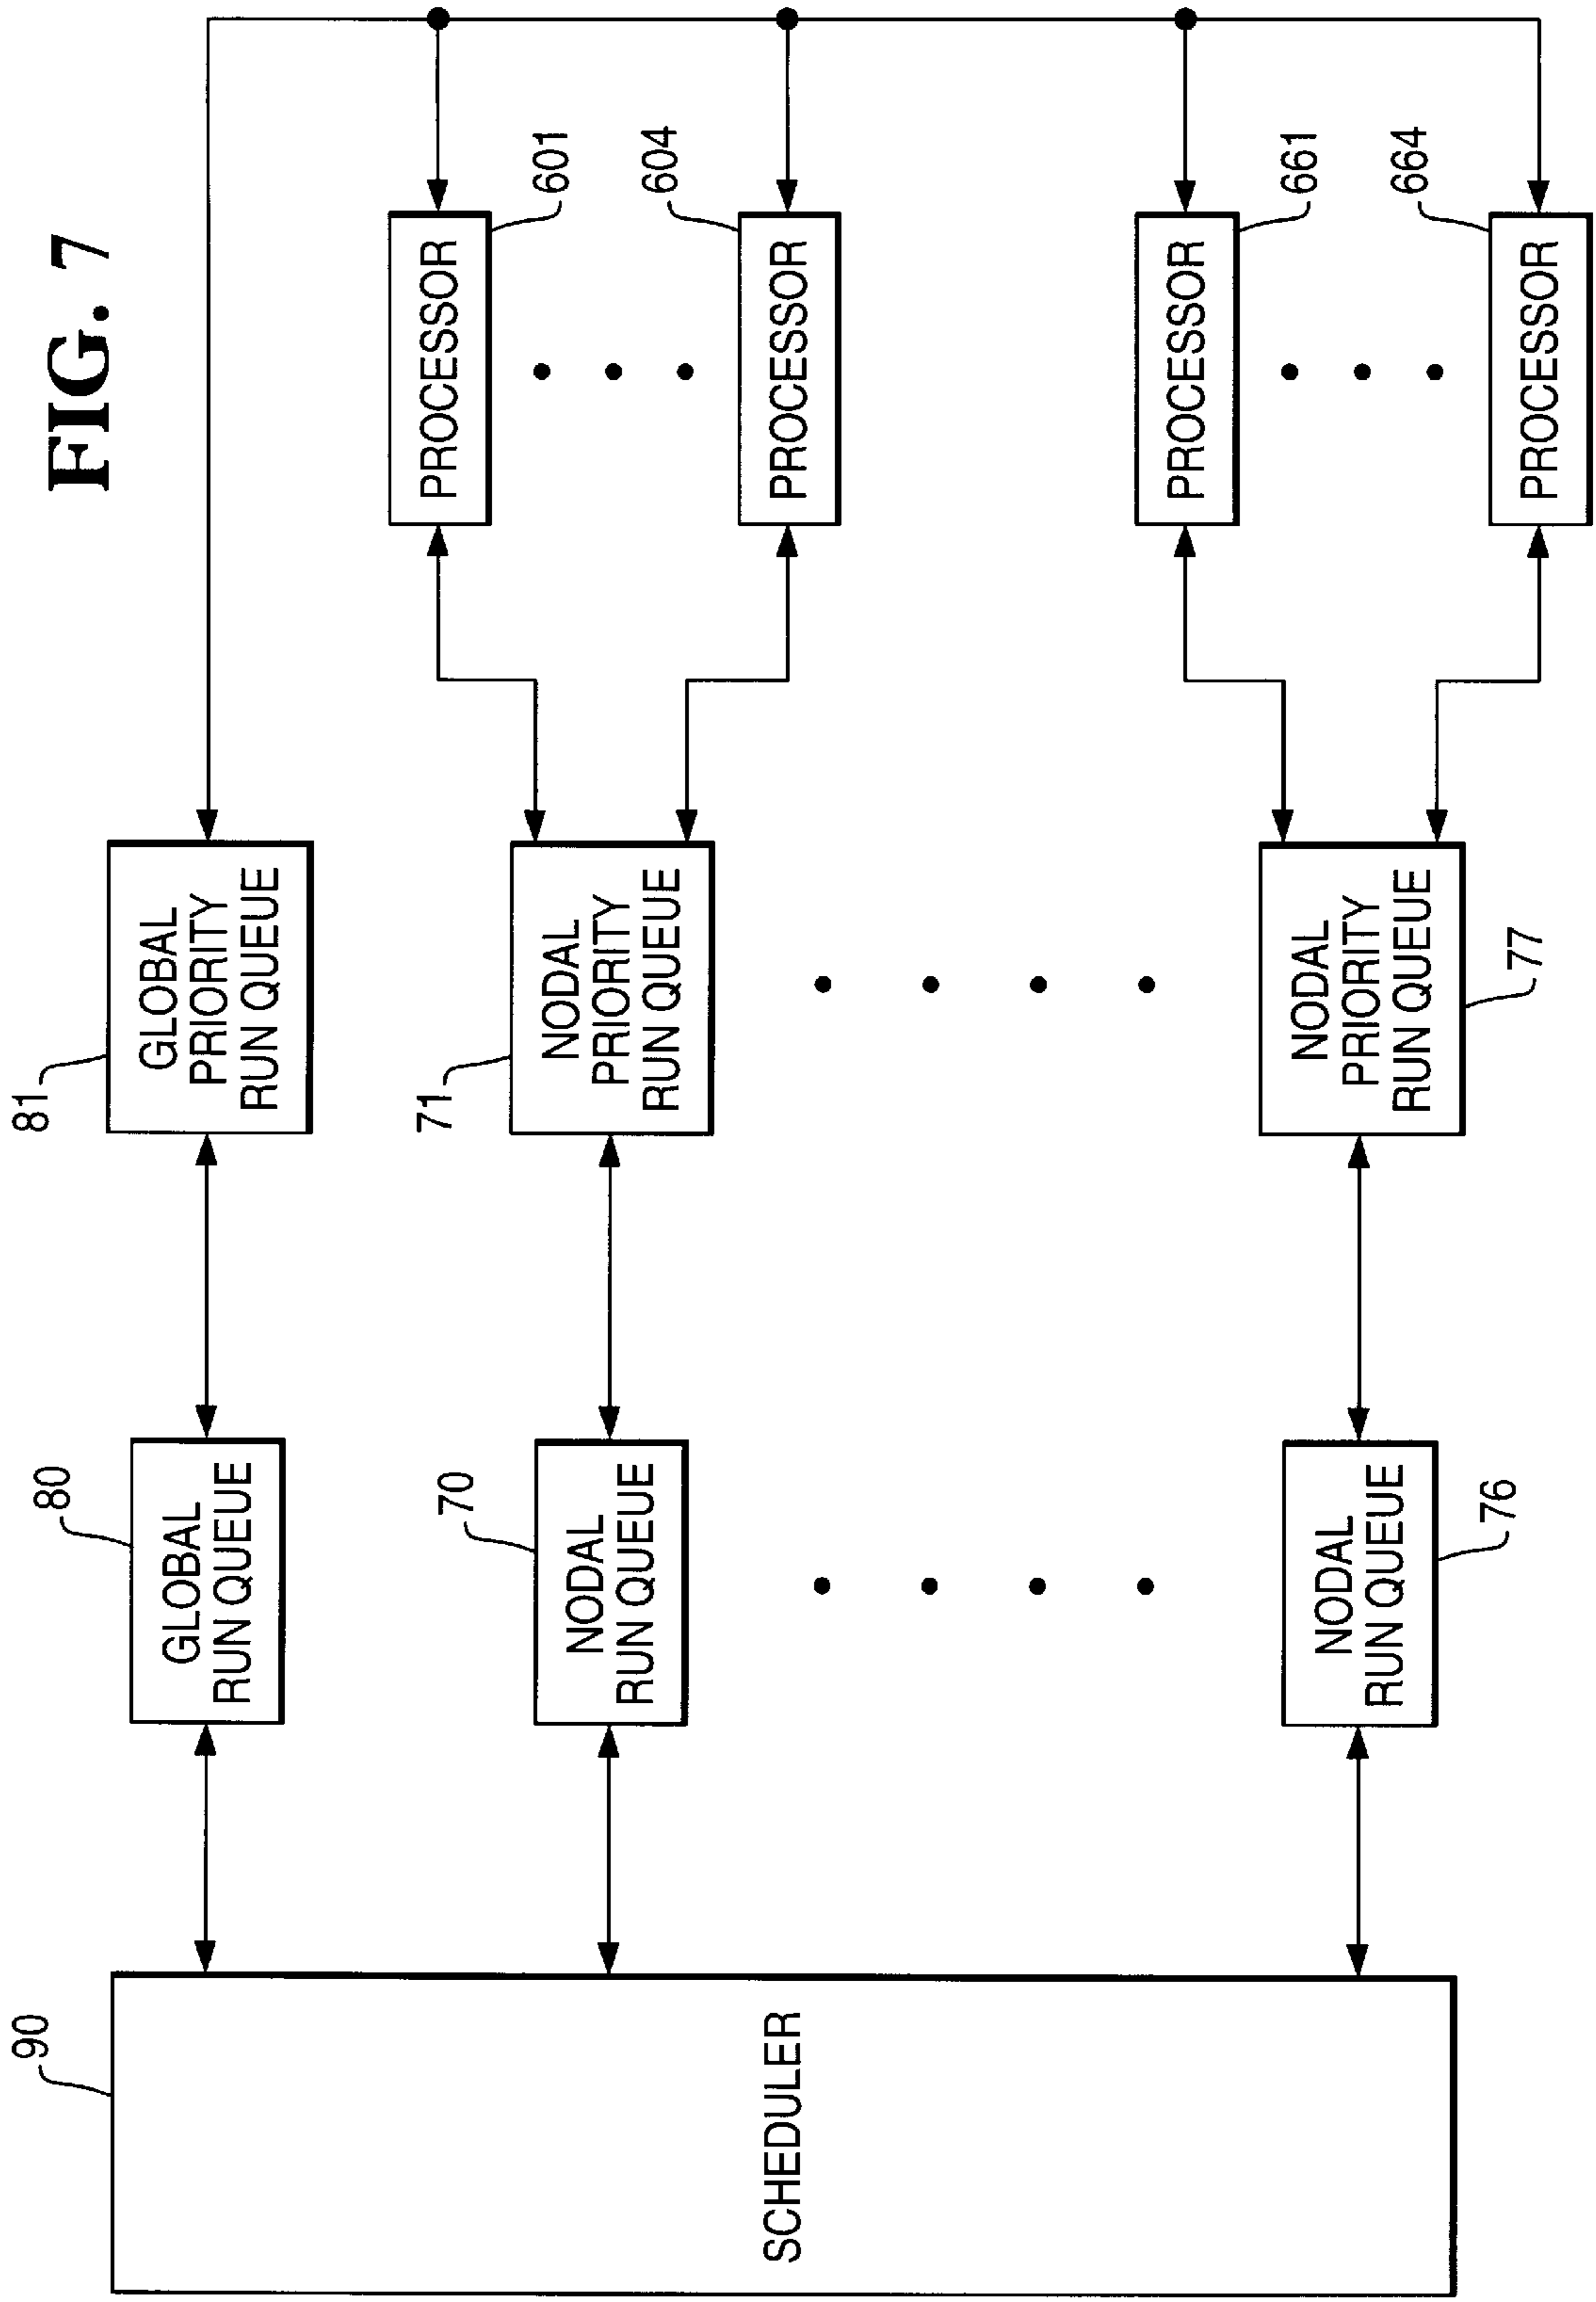 FIG. 7
90
SCHEDULER
80
GLOBAL
RUN QUEUE
81
GLOBAL
PRIORITY
RUN QUEUE
70
NODAL
RUN QUEUE
71
NODAL
PRIORITY
RUN QUEUE
PROCESSOR
601
PROCESSOR
604
NODAL
RUN QUEUE
76
NODAL
PRIORITY
RUN QUEUE
77
PROCESSOR
661
PROCESSOR
664